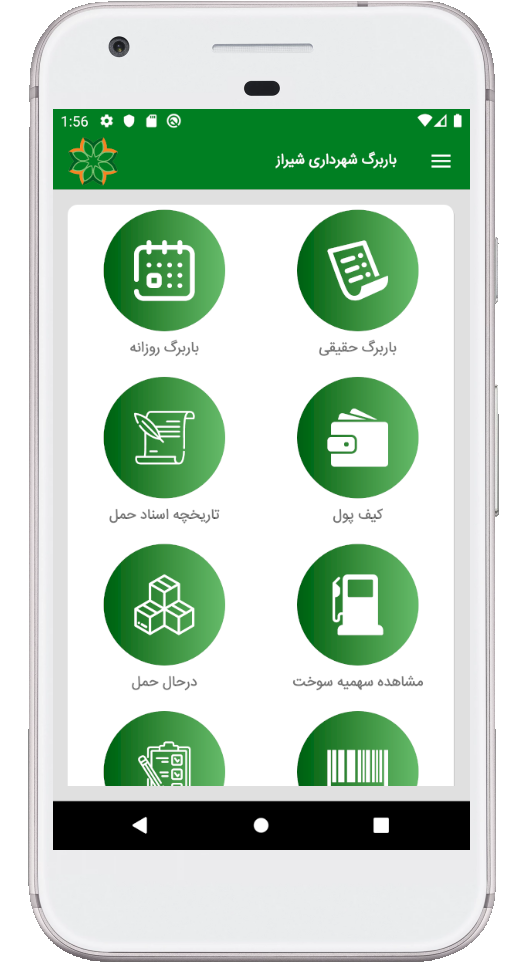 1:56
باربرگ شهرداری شیراز
باربرگ حقیقی
باربرگ روزانه
کیف پول
تاریخچه اسناد حمل
مشاهده سهمیه سوخت
درحال حمل